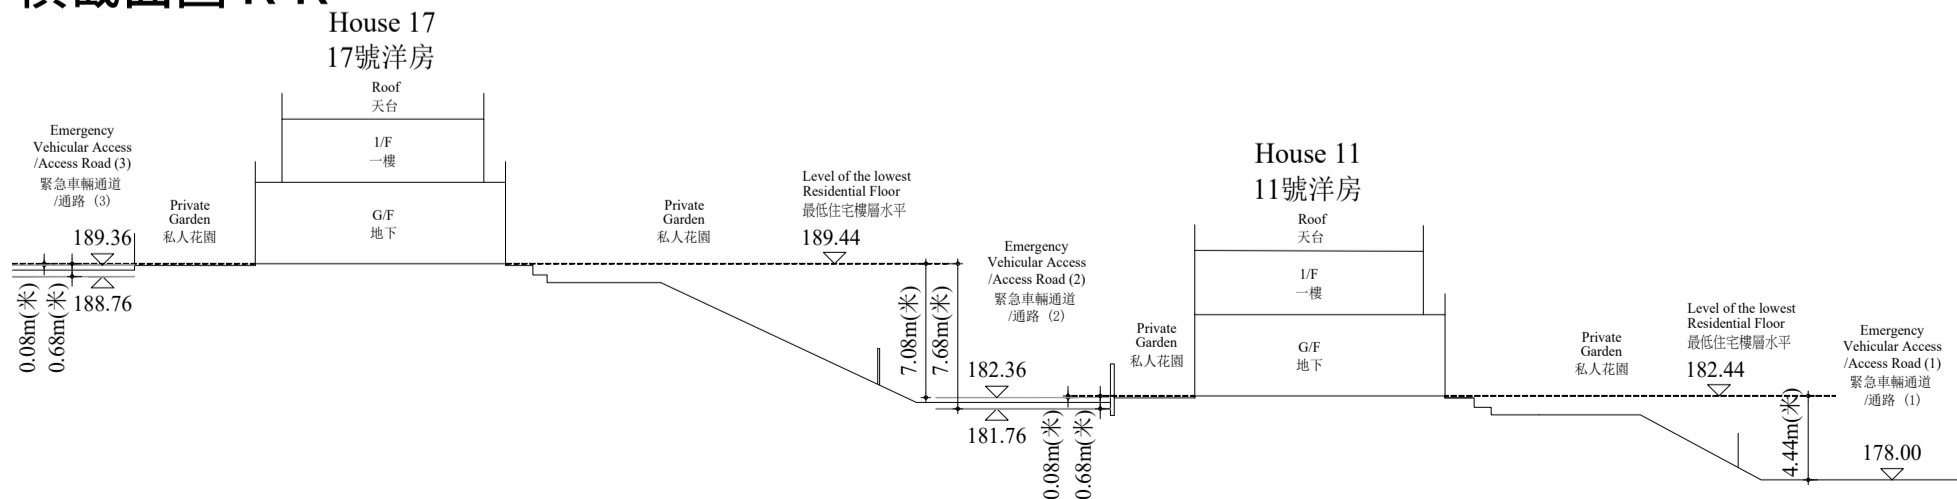 House 17
17號洋房
Roof
天台
1/F
一樓
G/F
地下
Emergency
Vehicular Access
/Access Road (3)
緊急車輛通道
/通路 (3)
189.36
188.76
0.08m(米)
0.68m(米)
Private
Garden
私人花園
Private
Garden
私人花園
Level of the lowest
Residential Floor
最低住宅樓層水平
189.44
7.08m(米)
7.68m(米)
Emergency
Vehicular Access
/Access Road (2)
緊急車輛通道
/通路 (2)
182.36
181.76
0.08m(米)
0.68m(米)
Private
Garden
私人花園
House 11
11號洋房
Roof
天台
1/F
一樓
G/F
地下
Private
Garden
私人花園
Level of the lowest
Residential Floor
最低住宅樓層水平
182.44
4.44m(米)
Emergency
Vehicular Access
/Access Road (1)
緊急車輛通道
/通路 (1)
178.00